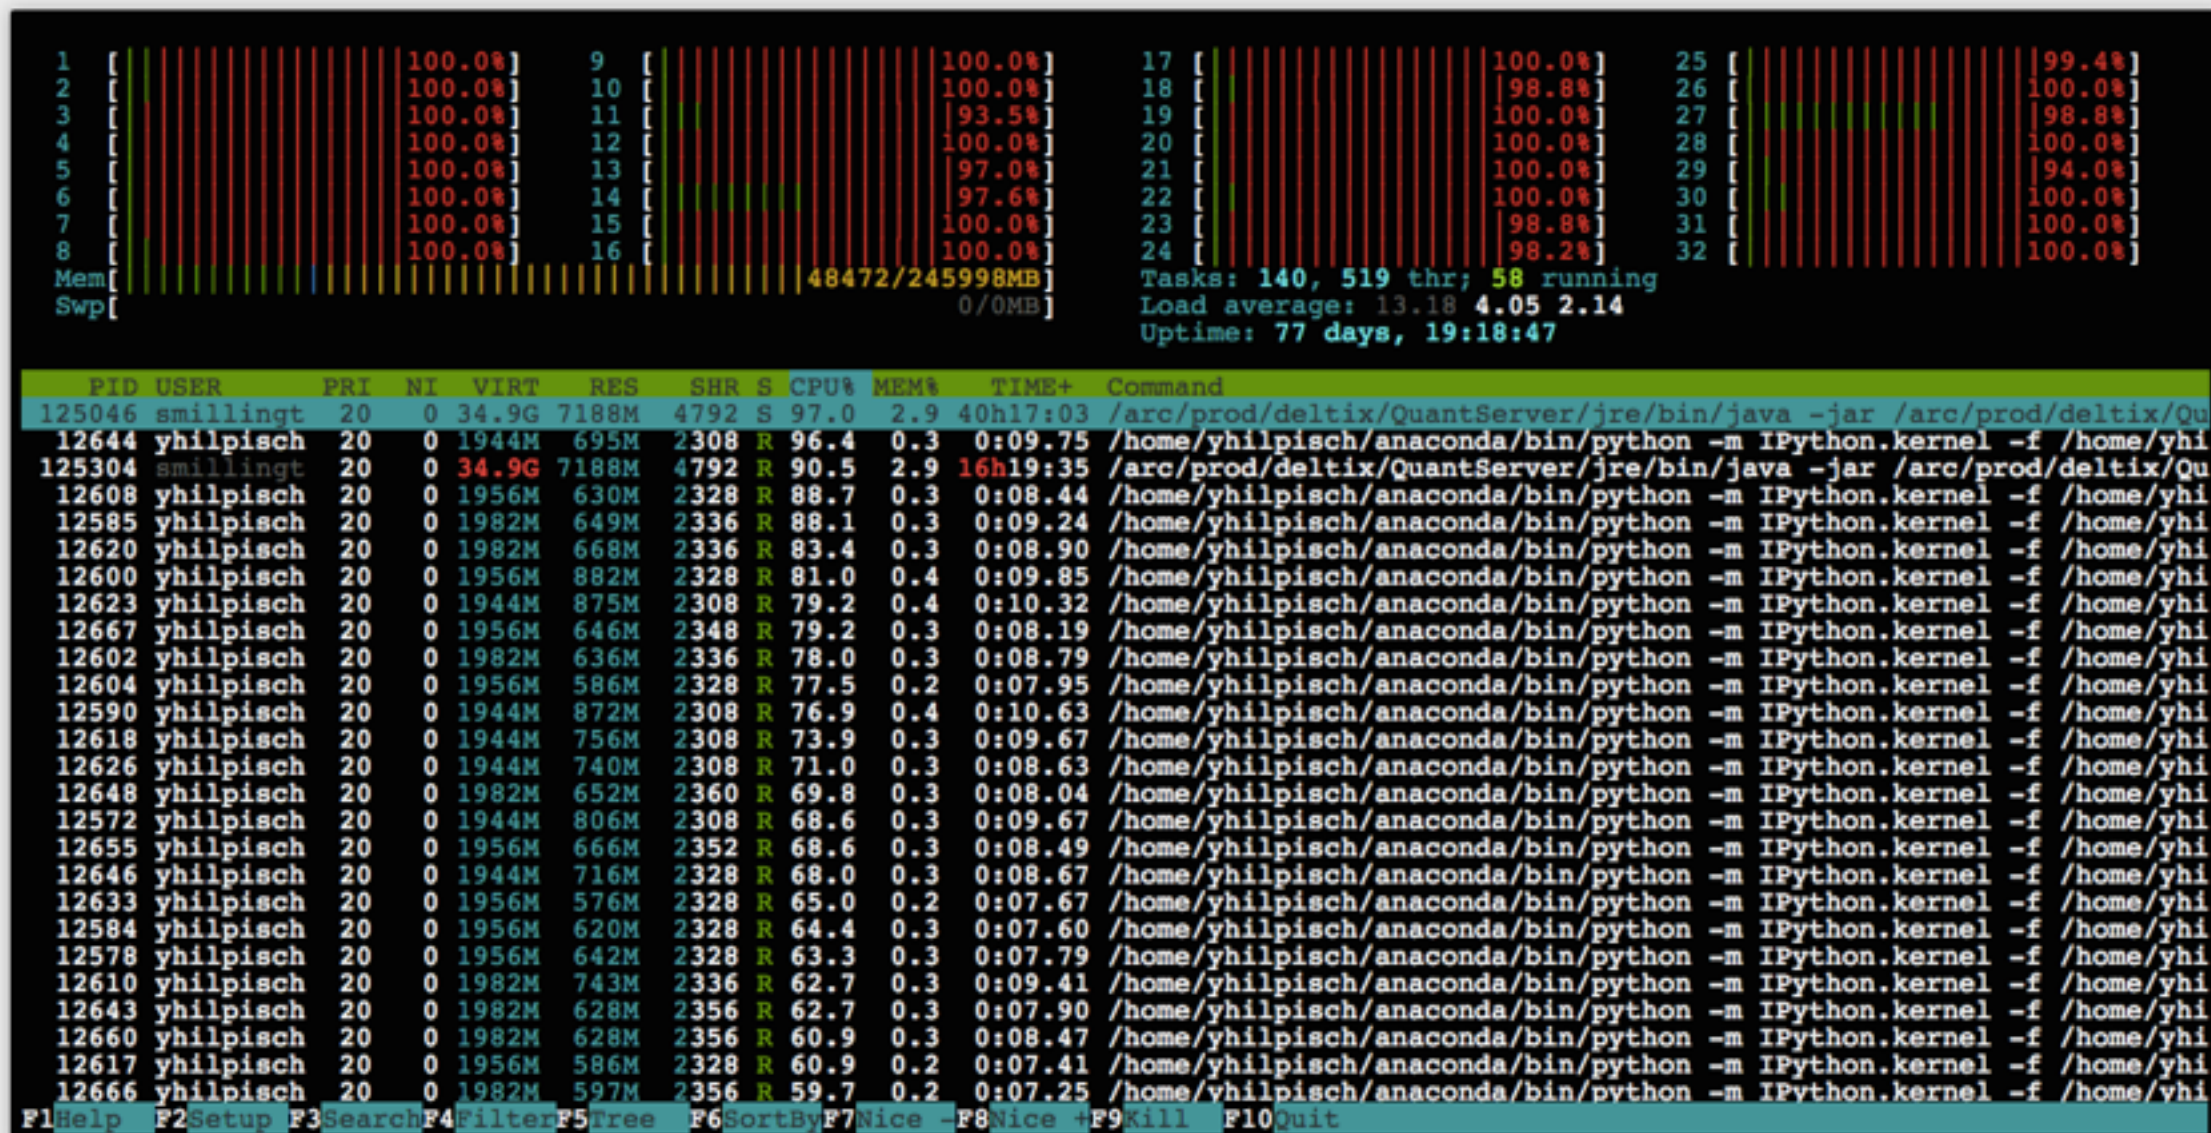 1 [100.0%] 9 [100.0%] 17 [100.0%] 25 [99.4%]
2 [100.0%] 10 [100.0%] 18 [98.8%] 26 [100.0%]
3 [100.0%] 11 [93.5%] 19 [100.0%] 27 [98.8%]
4 [100.0%] 12 [100.0%] 20 [100.0%] 28 [100.0%]
5 [100.0%] 13 [97.0%] 21 [100.0%] 29 [94.0%]
6 [100.0%] 14 [97.6%] 22 [100.0%] 30 [100.0%]
7 [100.0%] 15 [100.0%] 23 [98.8%] 31 [100.0%]
8 [100.0%] 16 [100.0%] 24 [98.2%] 32 [100.0%]
Mem[48472/245998MB] Tasks: 140, 519 thr; 58 running
Swp[0/0MB] Load average: 13.18 4.05 2.14
Uptime: 77 days, 19:18:47
PID USER PRI NI VIRT RES SHR S CPU% MEM% TIME+ Command
125046 smillingt 20 0 34.9G 7188M 4792 S 97.0 2.9 40h17:03 /arc/prod/deltix/QuantServer/jre/bin/java -jar /arc/prod/deltix/Qu
12644 yhilpisch 20 0 1944M 695M 2308 R 96.4 0.3 0:09.75 /home/yhilpisch/anaconda/bin/python -m IPython.kernel -f /home/yhi
125304 smillingt 20 0 34.9G 7188M 4792 R 90.5 2.9 16h19:35 /arc/prod/deltix/QuantServer/jre/bin/java -jar /arc/prod/deltix/Qu
12608 yhilpisch 20 0 1956M 630M 2328 R 88.7 0.3 0:08.44 /home/yhilpisch/anaconda/bin/python -m IPython.kernel -f /home/yhi
12585 yhilpisch 20 0 1982M 649M 2336 R 88.1 0.3 0:09.24 /home/yhilpisch/anaconda/bin/python -m IPython.kernel -f /home/yhi
12620 yhilpisch 20 0 1982M 668M 2336 R 83.4 0.3 0:08.90 /home/yhilpisch/anaconda/bin/python -m IPython.kernel -f /home/yhi
12600 yhilpisch 20 0 1956M 882M 2328 R 81.0 0.4 0:09.85 /home/yhilpisch/anaconda/bin/python -m IPython.kernel -f /home/yhi
12623 yhilpisch 20 0 1944M 875M 2308 R 79.2 0.4 0:10.32 /home/yhilpisch/anaconda/bin/python -m IPython.kernel -f /home/yhi
12667 yhilpisch 20 0 1956M 646M 2348 R 79.2 0.3 0:08.19 /home/yhilpisch/anaconda/bin/python -m IPython.kernel -f /home/yhi
12602 yhilpisch 20 0 1982M 636M 2336 R 78.0 0.3 0:08.79 /home/yhilpisch/anaconda/bin/python -m IPython.kernel -f /home/yhi
12604 yhilpisch 20 0 1956M 586M 2328 R 77.5 0.2 0:07.95 /home/yhilpisch/anaconda/bin/python -m IPython.kernel -f /home/yhi
12590 yhilpisch 20 0 1944M 872M 2308 R 76.9 0.4 0:10.63 /home/yhilpisch/anaconda/bin/python -m IPython.kernel -f /home/yhi
12618 yhilpisch 20 0 1944M 756M 2308 R 73.9 0.3 0:09.67 /home/yhilpisch/anaconda/bin/python -m IPython.kernel -f /home/yhi
12626 yhilpisch 20 0 1944M 740M 2308 R 71.0 0.3 0:08.63 /home/yhilpisch/anaconda/bin/python -m IPython.kernel -f /home/yhi
12648 yhilpisch 20 0 1982M 652M 2360 R 69.8 0.3 0:08.04 /home/yhilpisch/anaconda/bin/python -m IPython.kernel -f /home/yhi
12572 yhilpisch 20 0 1944M 806M 2308 R 68.6 0.3 0:09.67 /home/yhilpisch/anaconda/bin/python -m IPython.kernel -f /home/yhi
12655 yhilpisch 20 0 1956M 666M 2352 R 68.6 0.3 0:08.49 /home/yhilpisch/anaconda/bin/python -m IPython.kernel -f /home/yhi
12646 yhilpisch 20 0 1944M 716M 2328 R 68.0 0.3 0:08.67 /home/yhilpisch/anaconda/bin/python -m IPython.kernel -f /home/yhi
12633 yhilpisch 20 0 1956M 576M 2328 R 65.0 0.2 0:07.67 /home/yhilpisch/anaconda/bin/python -m IPython.kernel -f /home/yhi
12584 yhilpisch 20 0 1956M 620M 2328 R 64.4 0.3 0:07.60 /home/yhilpisch/anaconda/bin/python -m IPython.kernel -f /home/yhi
12578 yhilpisch 20 0 1956M 642M 2328 R 63.3 0.3 0:07.79 /home/yhilpisch/anaconda/bin/python -m IPython.kernel -f /home/yhi
12610 yhilpisch 20 0 1982M 743M 2336 R 62.7 0.3 0:09.41 /home/yhilpisch/anaconda/bin/python -m IPython.kernel -f /home/yhi
12643 yhilpisch 20 0 1982M 628M 2356 R 62.7 0.3 0:07.90 /home/yhilpisch/anaconda/bin/python -m IPython.kernel -f /home/yhi
12660 yhilpisch 20 0 1982M 628M 2356 R 60.9 0.3 0:08.47 /home/yhilpisch/anaconda/bin/python -m IPython.kernel -f /home/yhi
12617 yhilpisch 20 0 1956M 586M 2328 R 60.9 0.2 0:07.41 /home/yhilpisch/anaconda/bin/python -m IPython.kernel -f /home/yhi
12666 yhilpisch 20 0 1982M 597M 2356 R 59.7 0.2 0:07.25 /home/yhilpisch/anaconda/bin/python -m IPython.kernel -f /home/yhi
F1Help F2Setup F3SearchF4FilterF5Tree F6SortByF7Nice -F8Nice +F9Kill F10Quit